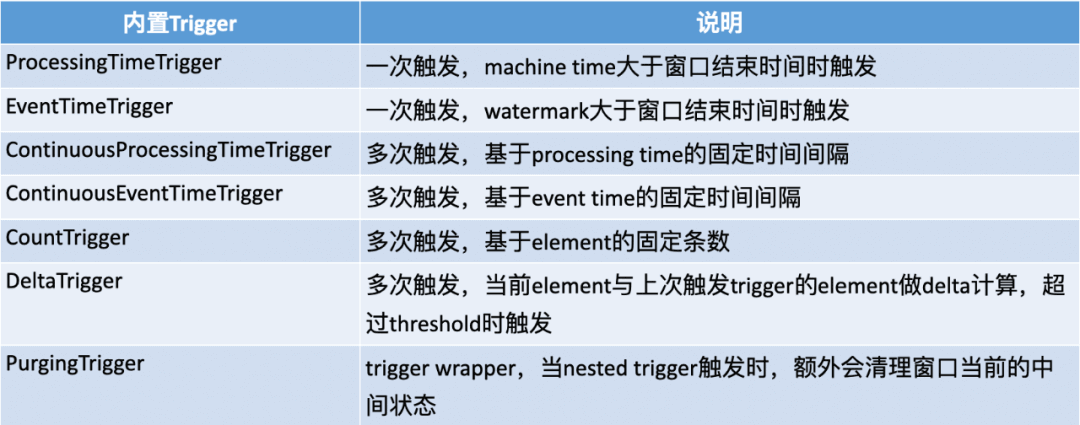 内置Trigger 说明
ProcessingTimeTrigger 一次触发，machine time大于窗口结束时间时触发
EventTimeTrigger 一次触发，watermark大于窗口结束时间时触发
ContinuousProcessingTimeTrigger 多次触发，基于processing time的固定时间间隔
ContinuousEventTimeTrigger 多次触发，基于event time的固定时间间隔
CountTrigger 多次触发，基于element的固定条数
DeltaTrigger 多次触发，当前element与上次触发trigger的element做delta计算，超
过threshold时触发
PurgingTrigger trigger wrapper，当nested trigger触发时，额外会清理窗口当前的中
间状态